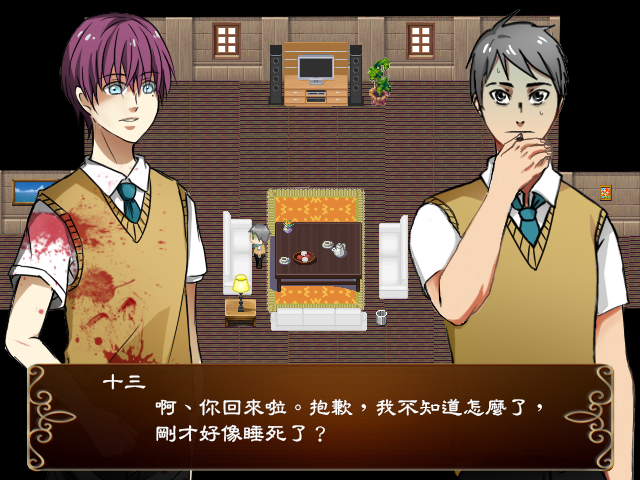 十三
啊、你回來啦。抱歉，我不知道怎麼了，
剛才好像睡死了？